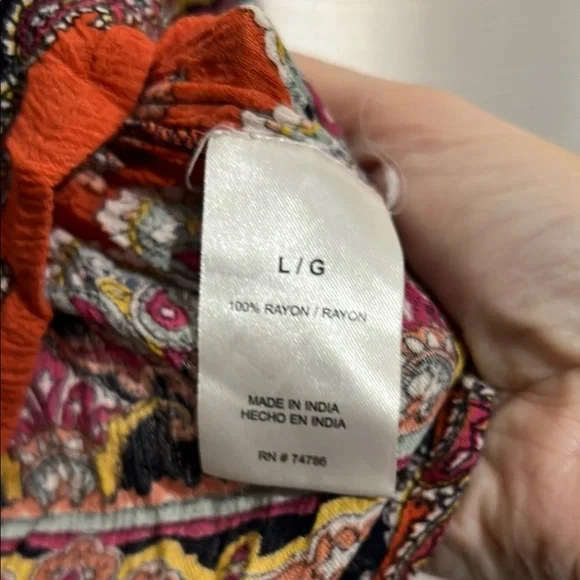 L / G
100% RAYON / RAYON
MADE IN INDIA
HECHO EN INDIA
RN # 74786